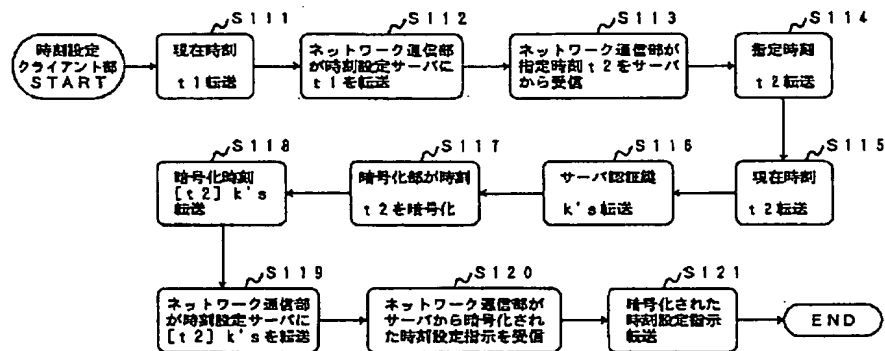 時刻設定
クライアント部
START
S111
現在時刻
t1転送
S112
ネットワーク通信部
が時刻設定サーバに
t1を転送
S113
ネットワーク通信部が
指定時刻t2をサーバ
から受信
S114
指定時刻
t2転送
S115
現在時刻
t2転送
S116
サーバ認証鍵
k's転送
S117
暗号化部が時刻
t2を暗号化
S118
暗号化時刻
[t2]k's
転送
S119
ネットワーク通信部
が時刻設定サーバに
[t2]k'sを転送
S120
ネットワーク通信部が
サーバから暗号化され
た時刻設定指示を受信
S121
暗号化された
時刻設定指示
転送
END